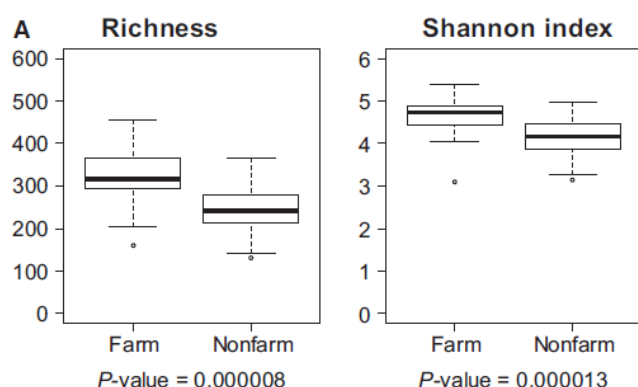 A Richness
600
500
400
300
200
100
0
Farm Nonfarm
P-value = 0.000008
Shannon index
6
5
4
3
2
1
0
Farm Nonfarm
P-value = 0.000013